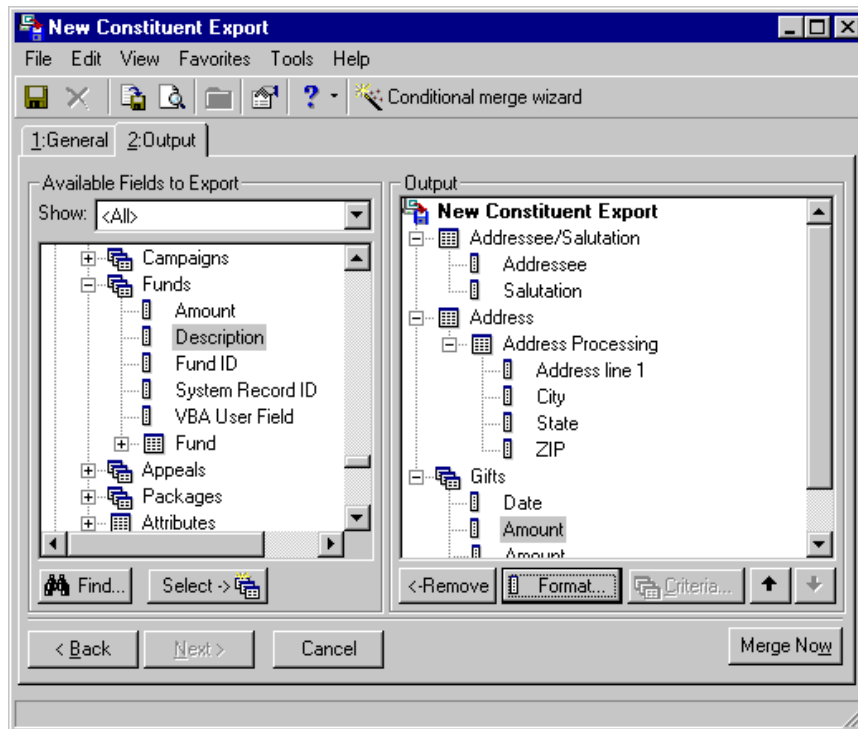 New Constituent Export
File Edit View Favorites Tools Help
? Conditional merge wizard
1:General 2:Output
Available Fields to Export
Show: <All>
Campaigns
Funds
Amount
Description
Fund ID
System Record ID
VBA User Field
Fund
Appeals
Packages
Attributes
Find... Select ->
Output
New Constituent Export
Addressee/Salutation
Addressee
Salutation
Address
Address Processing
Address line 1
City
State
ZIP
Gifts
Date
Amount
Amount
<-Remove Format... Criteria...
< Back Next > Cancel Merge Now